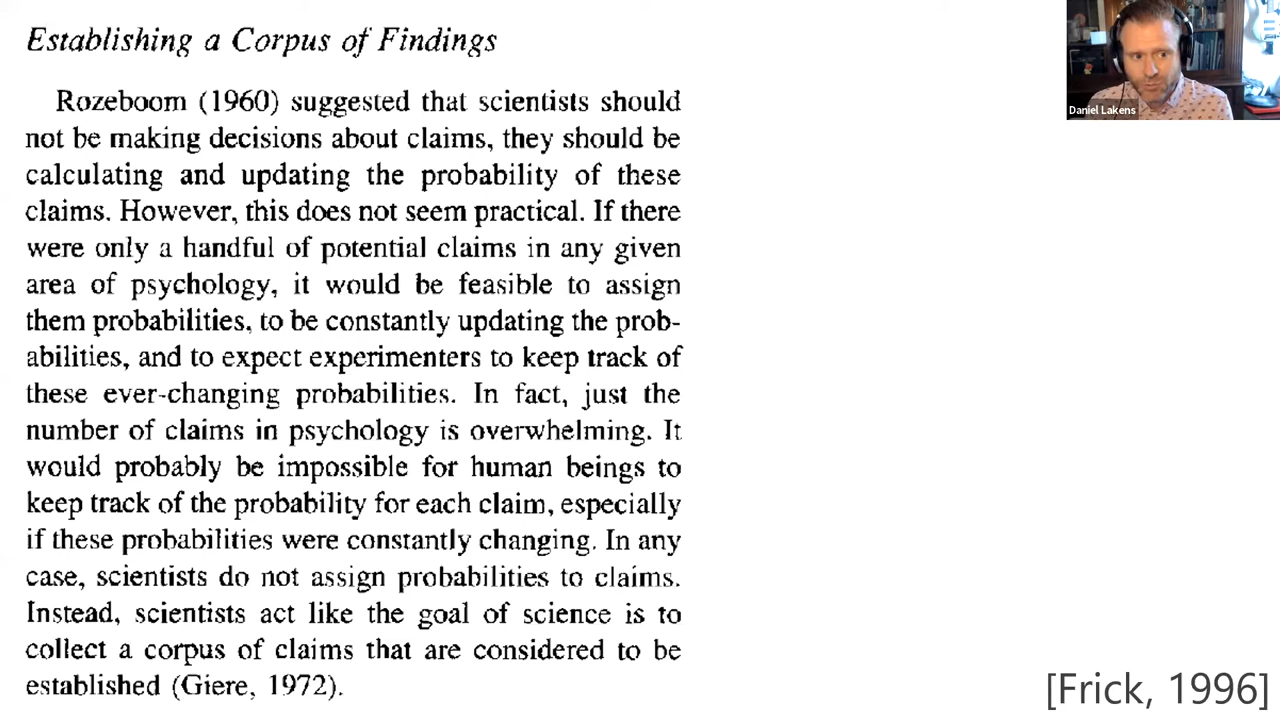 Establishing a Corpus of Findings
Rozeboom (1960) suggested that scientists should
not be making decisions about claims, they should be
calculating and updating the probability of these
claims. However, this does not seem practical. If there
were only a handful of potential claims in any given
area of psychology, it would be feasible to assign
them probabilities, to be constantly updating the prob-
abilities, and to expect experimenters to keep track of
these ever-changing probabilities. In fact, just the
number of claims in psychology is overwhelming. It
would probably be impossible for human beings to
keep track of the probability for each claim, especially
if these probabilities were constantly changing. In any
case, scientists do not assign probabilities to claims.
Instead, scientists act like the goal of science is to
collect a corpus of claims that are considered to be
established (Giere, 1972).
Daniel Lakens
[Frick, 1996]